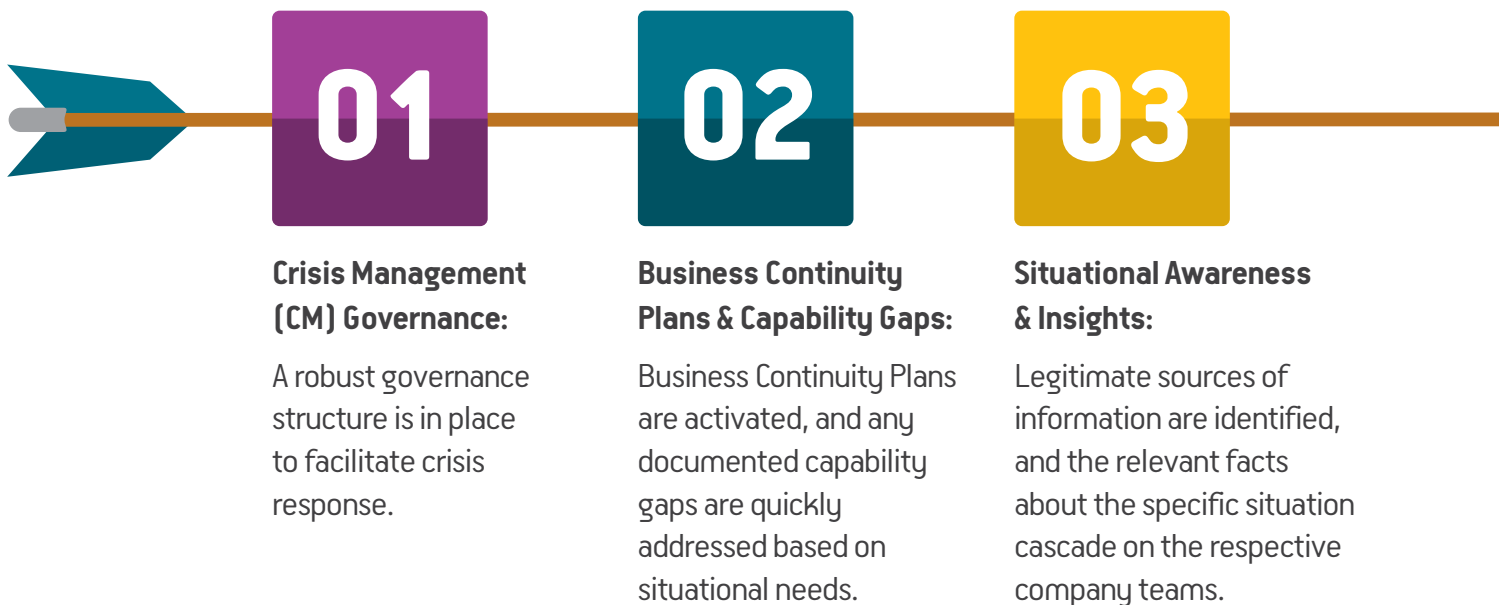 01
Crisis Management
(CM) Governance:
A robust governance
structure is in place
to facilitate crisis
response.
02
Business Continuity
Plans & Capability Gaps:
Business Continuity Plans
are activated, and any
documented capability
gaps are quickly
addressed based on
situational needs.
03
Situational Awareness
& Insights:
Legitimate sources of
information are identified,
and the relevant facts
about the specific situation
cascade on the respective
company teams.